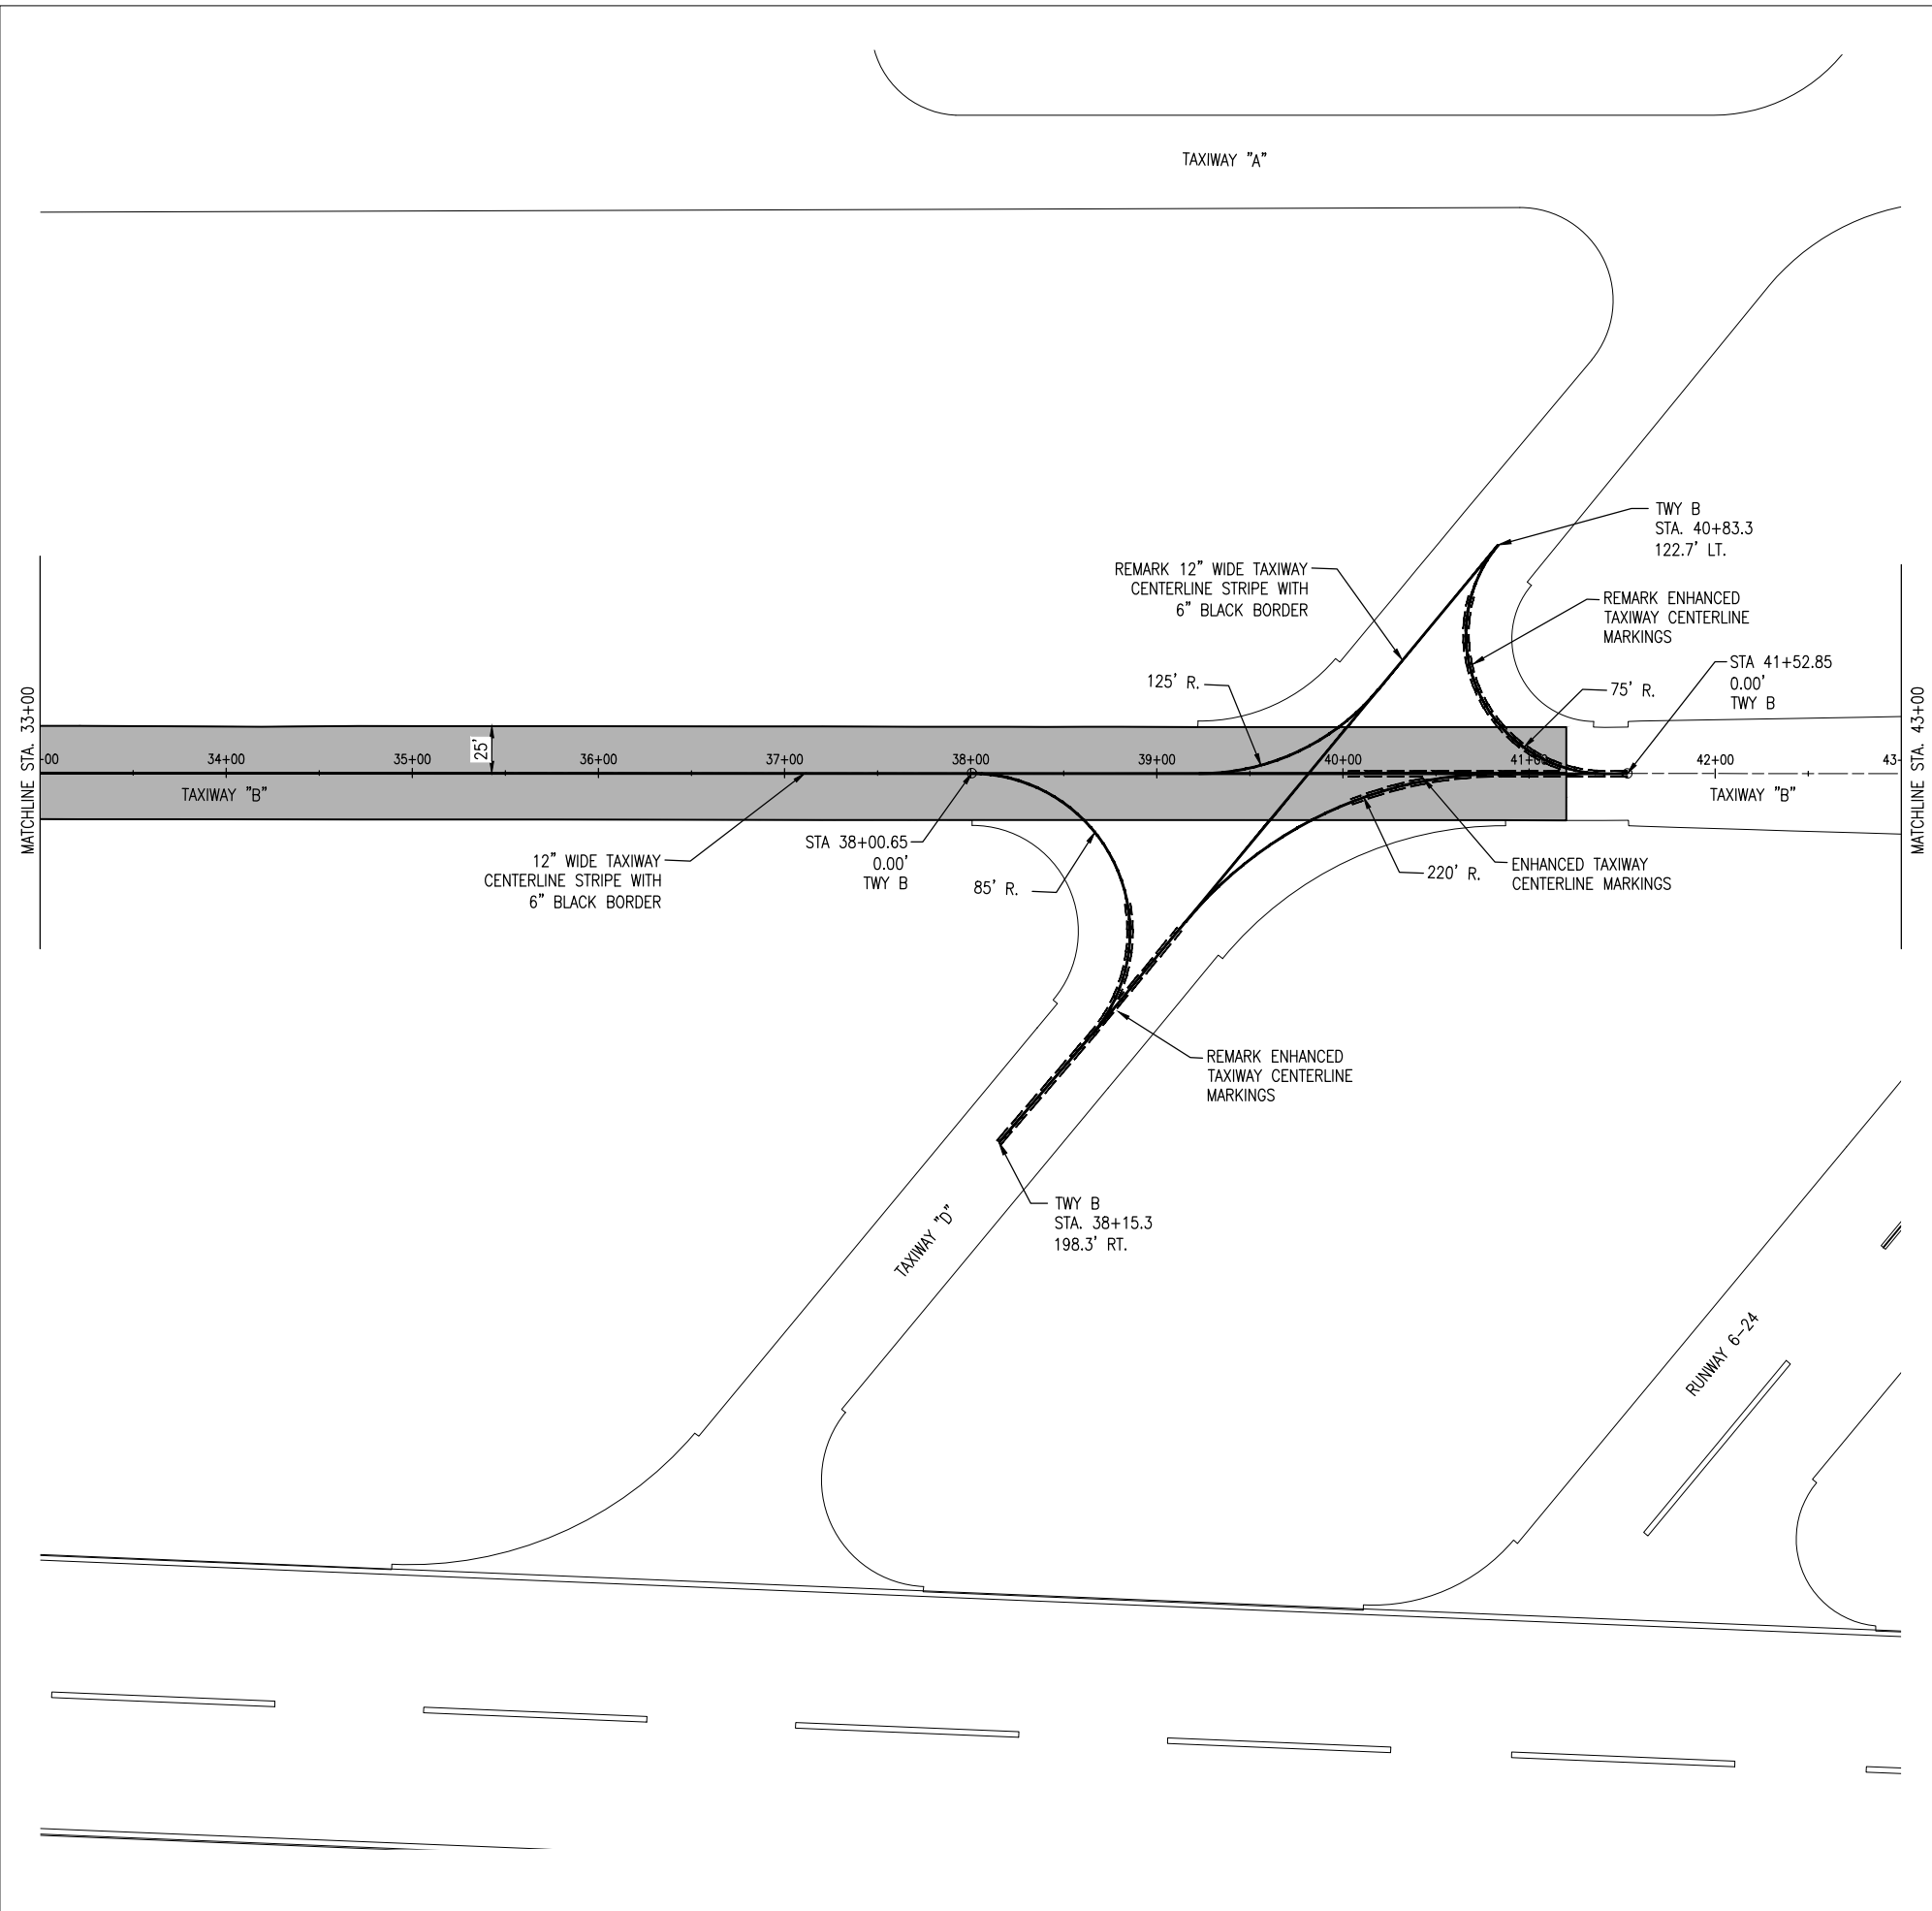 TAXIWAY "A"
TWY B
STA. 40+83.3
122.7' LT.
REMARK 12" WIDE TAXIWAY
CENTERLINE STRIPE WITH
6" BLACK BORDER
REMARK ENHANCED
TAXIWAY CENTERLINE
MARKINGS
STA 41+52.85
0.00'
TWY B
125' R.
75' R.
MATCHLINE STA. 33+00
MATCHLINE STA. 43+00
25'
-00
34+00
35+00
36+00
37+00
38+00
39+00
40+00
41+00
42+00
43-
TAXIWAY "B"
TAXIWAY "B"
STA 38+00.65
0.00'
TWY B
12" WIDE TAXIWAY
CENTERLINE STRIPE WITH
6" BLACK BORDER
85' R.
220' R.
ENHANCED TAXIWAY
CENTERLINE MARKINGS
REMARK ENHANCED
TAXIWAY CENTERLINE
MARKINGS
TWY B
STA. 38+15.3
198.3' RT.
TAXIWAY "D"
RUNWAY 6-24